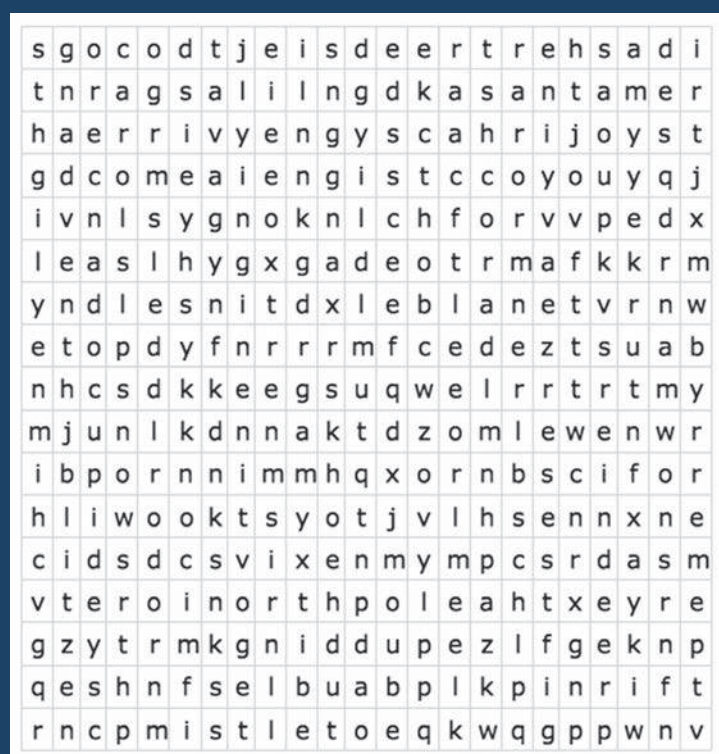 s g o c o d t j e i s d e e r t r e h s a d i
t n r a g s a l i l n g d k a s a n t a m e r
h a e r r i v y e n g y s c a h r i j o y s t
g d c o m e a i e n g i s t c c o y o u y q j
i v n l s y g n o k n l c h f o r v v p e d x
l e a s l h y g x g a d e o t r m a f k k r m
y n d l e s n i t d x l e b l a n e t v r n w
e t o p d y f n r r r m f c e d e z t s u a b
n h c s d k k e e g s u q w e l r r t r t m y
m j u n l k d n n a k t d z o m l e w e n w r
i b p o r n n i m m h q x o r n b s c i f o r
h l i w o o k t s y o t j v l h s e n n x n e
c i d s d c s v i x e n m y m p c s r d a s m
v t e r o i n o r t h p o l e a h t x e y r e
g z y t r m k g n i d d u p e z l f g e k n p
q e s h n f s e l b u a b p l k p i n r i f t
r n c p m i s t l e t o e q k w q g p p w n v